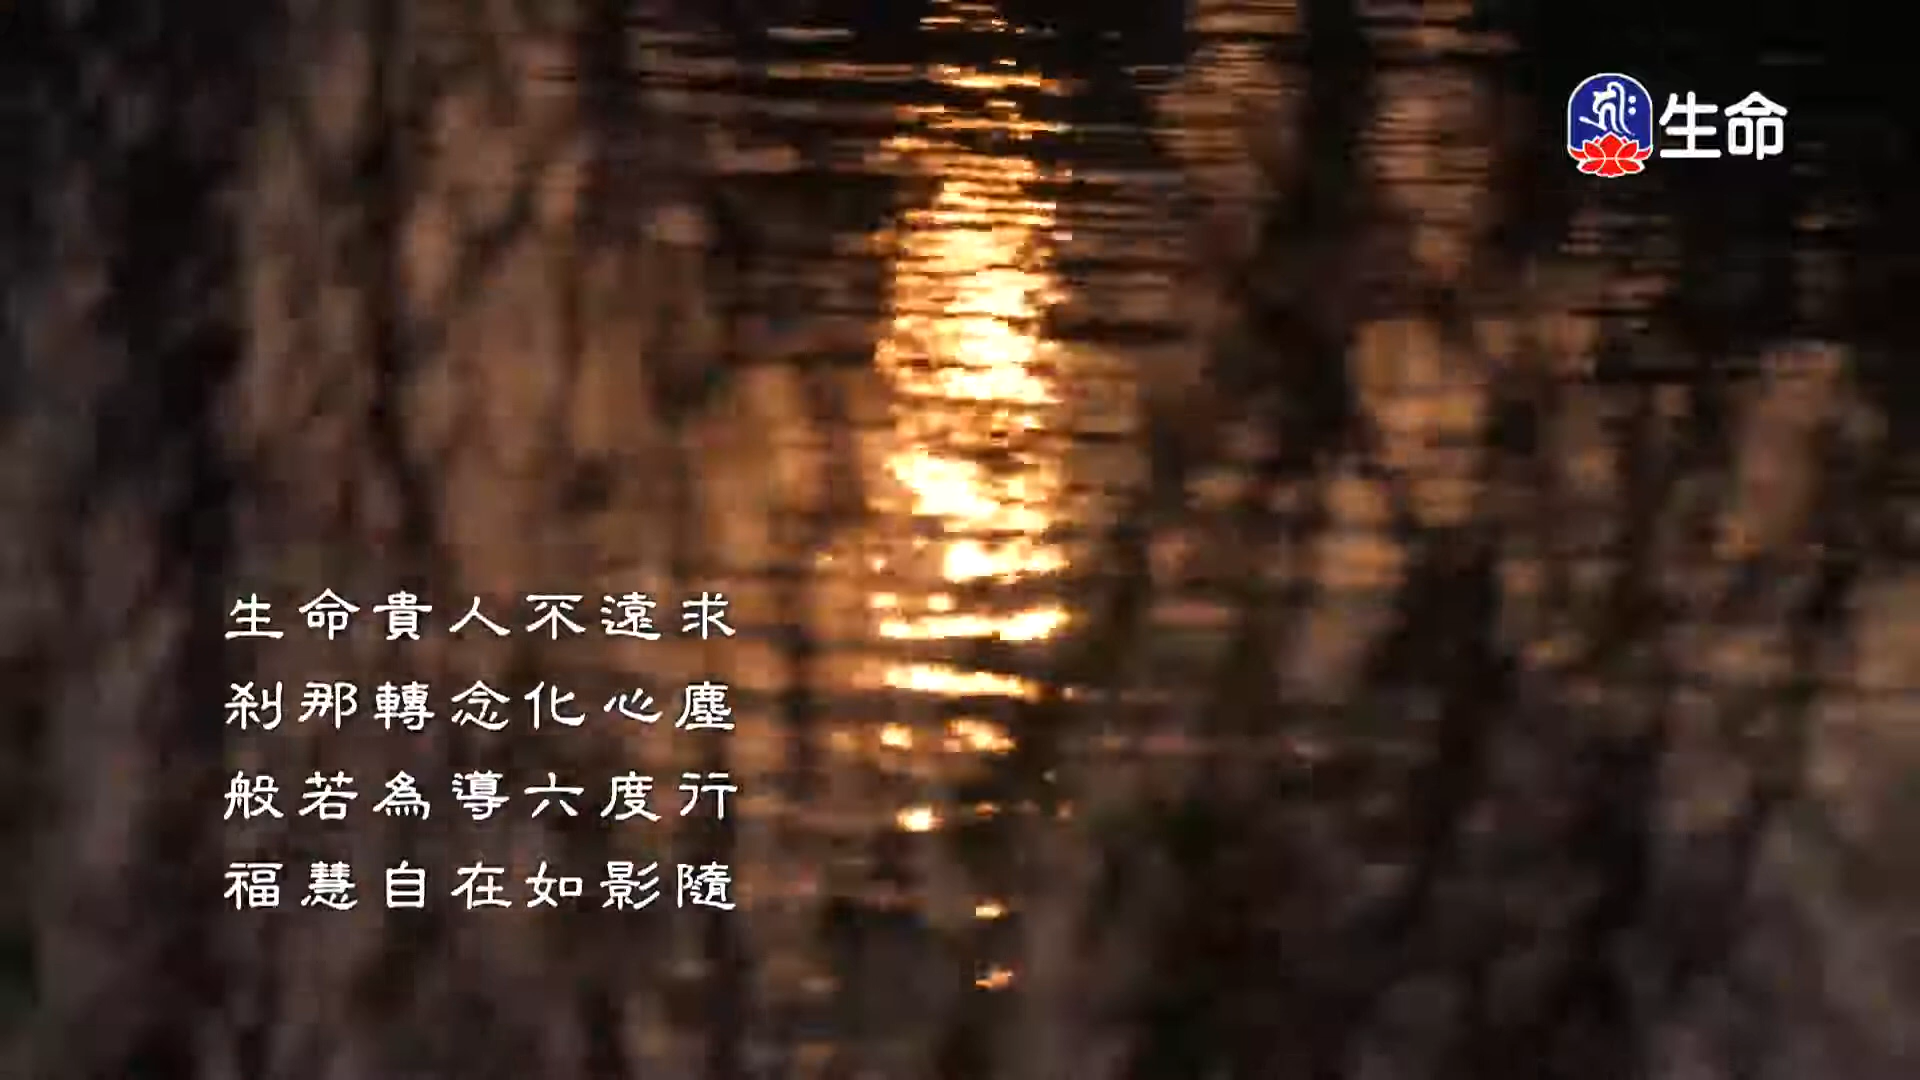 生命
生命貴人不遠求
剎那轉念化心塵
般若為導六度行
福慧自在如影隨